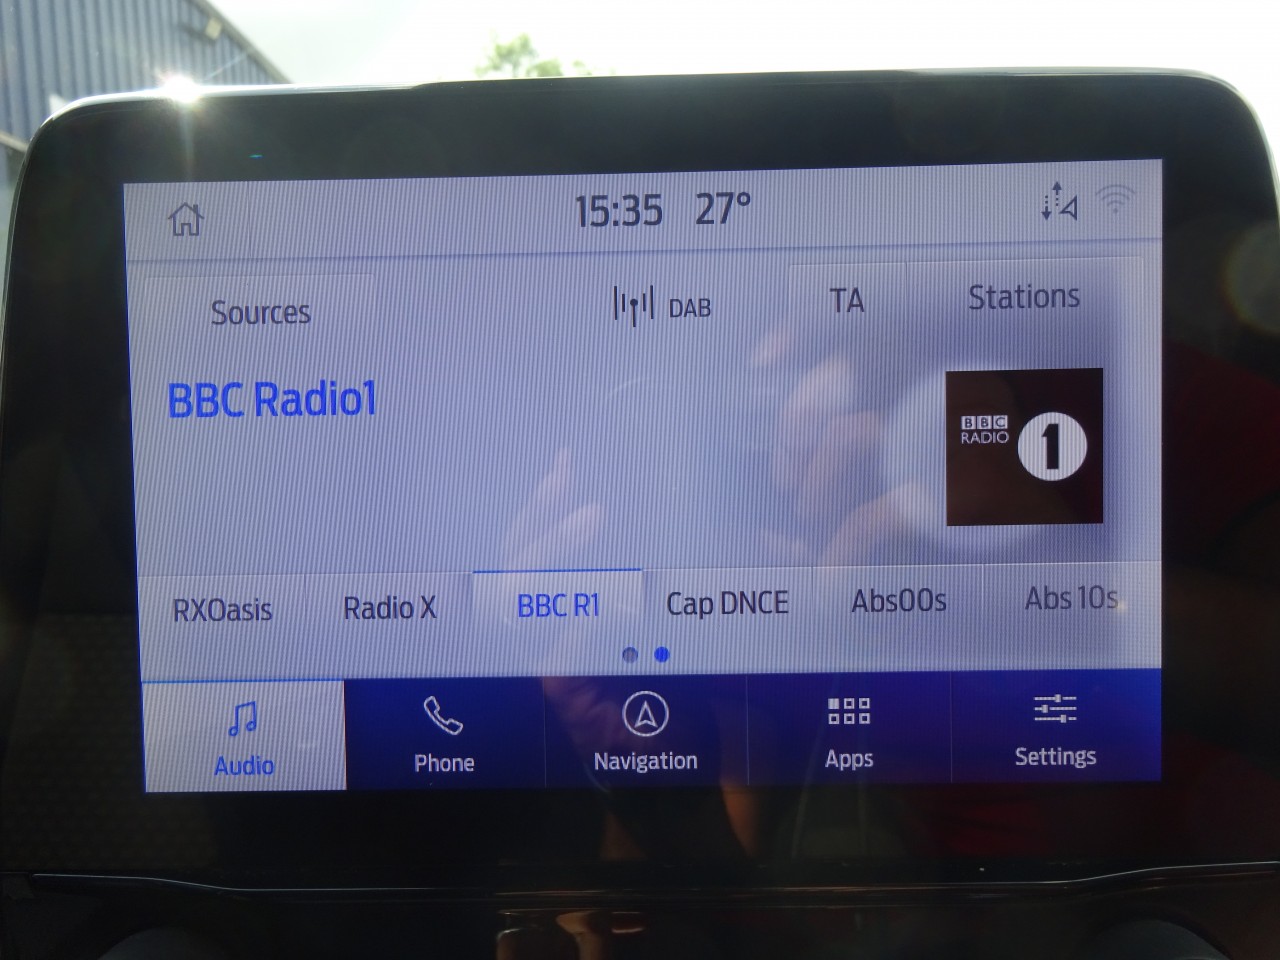 15:35 27°
Sources DAB TA Stations
BBC Radio1
BBC
RADIO 1
RXOasis Radio X BBC R1 Cap DNCE Abs00s Abs 10s
Audio Phone Navigation Apps Settings